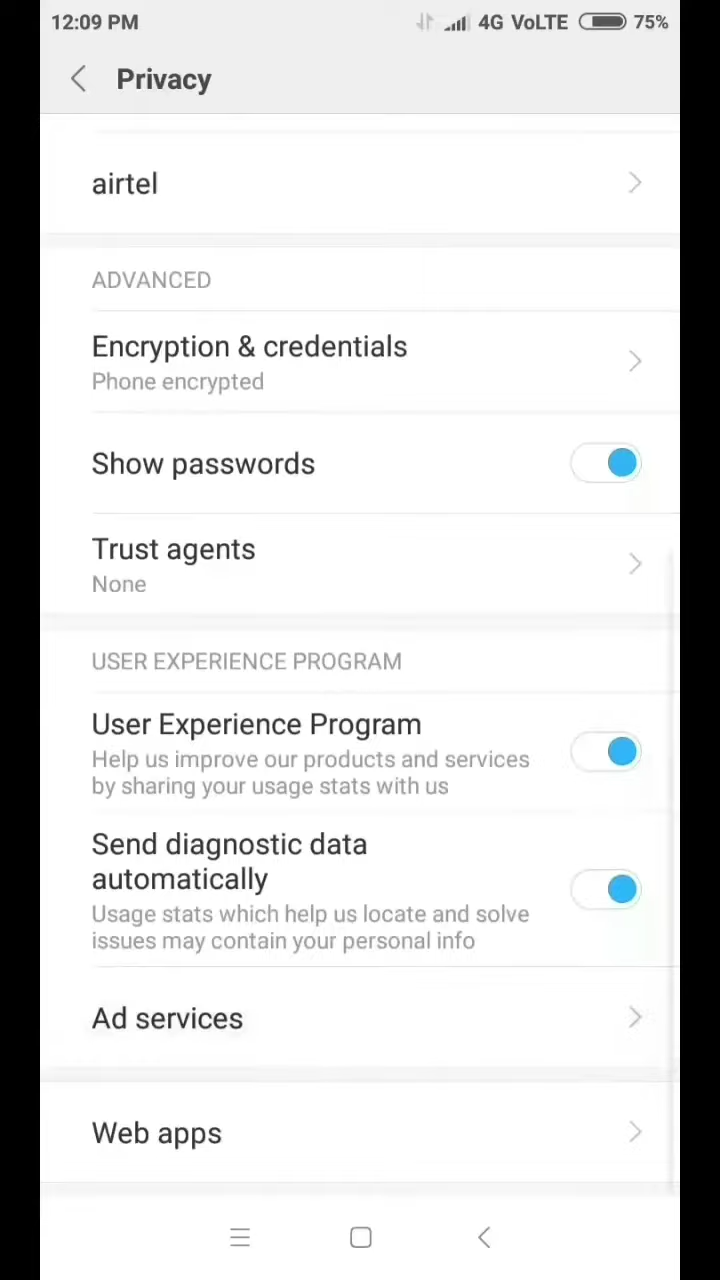 12:09 PM 4G VoLTE 75%
Privacy
airtel
ADVANCED
Encryption & credentials
Phone encrypted
Show passwords
Trust agents
None
USER EXPERIENCE PROGRAM
User Experience Program
Help us improve our products and services
by sharing your usage stats with us
Send diagnostic data
automatically
Usage stats which help us locate and solve
issues may contain your personal info
Ad services
Web apps